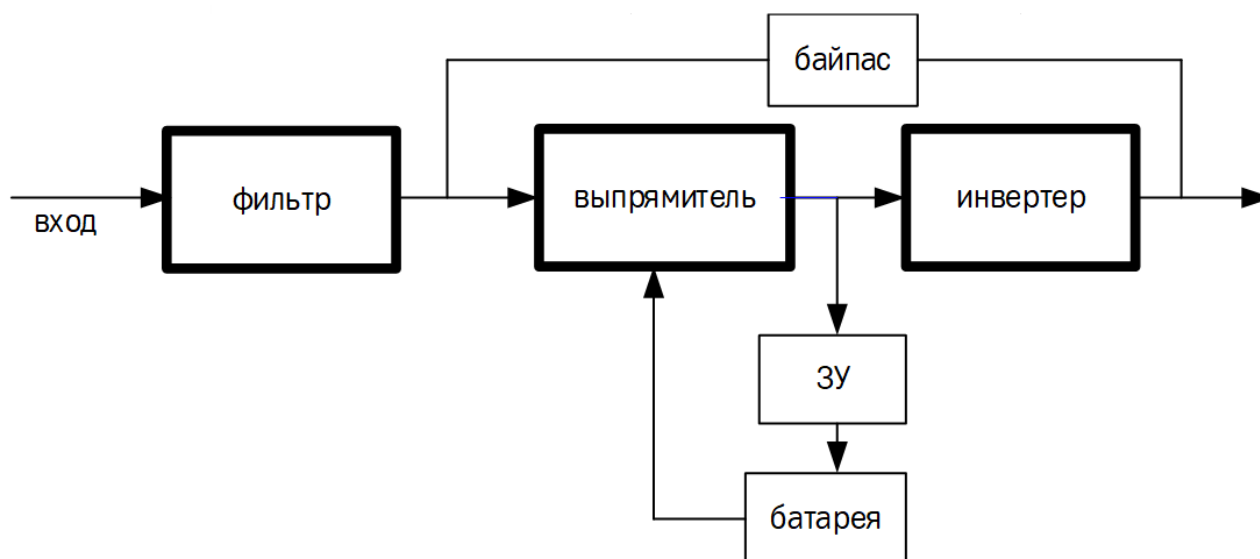 байпас
фильтр
выпрямитель
инвертер
вход
ЗУ
батарея